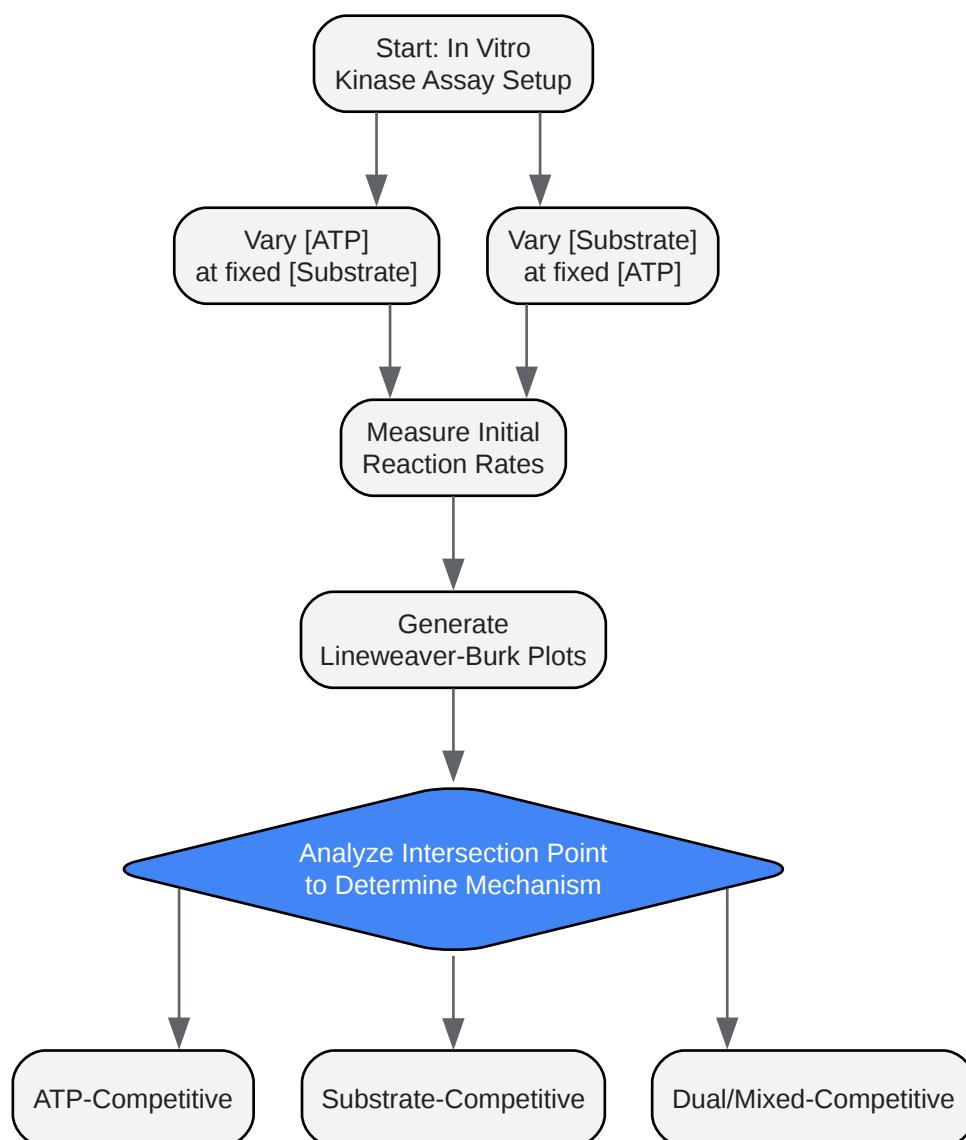 Start: In Vitro
Kinase Assay Setup
Vary [ATP]
at fixed [Substrate]
Vary [Substrate]
at fixed [ATP]
Measure Initial
Reaction Rates
Generate
Lineweaver-Burk Plots
Analyze Intersection Point
to Determine Mechanism
ATP-Competitive
Substrate-Competitive
Dual/Mixed-Competitive